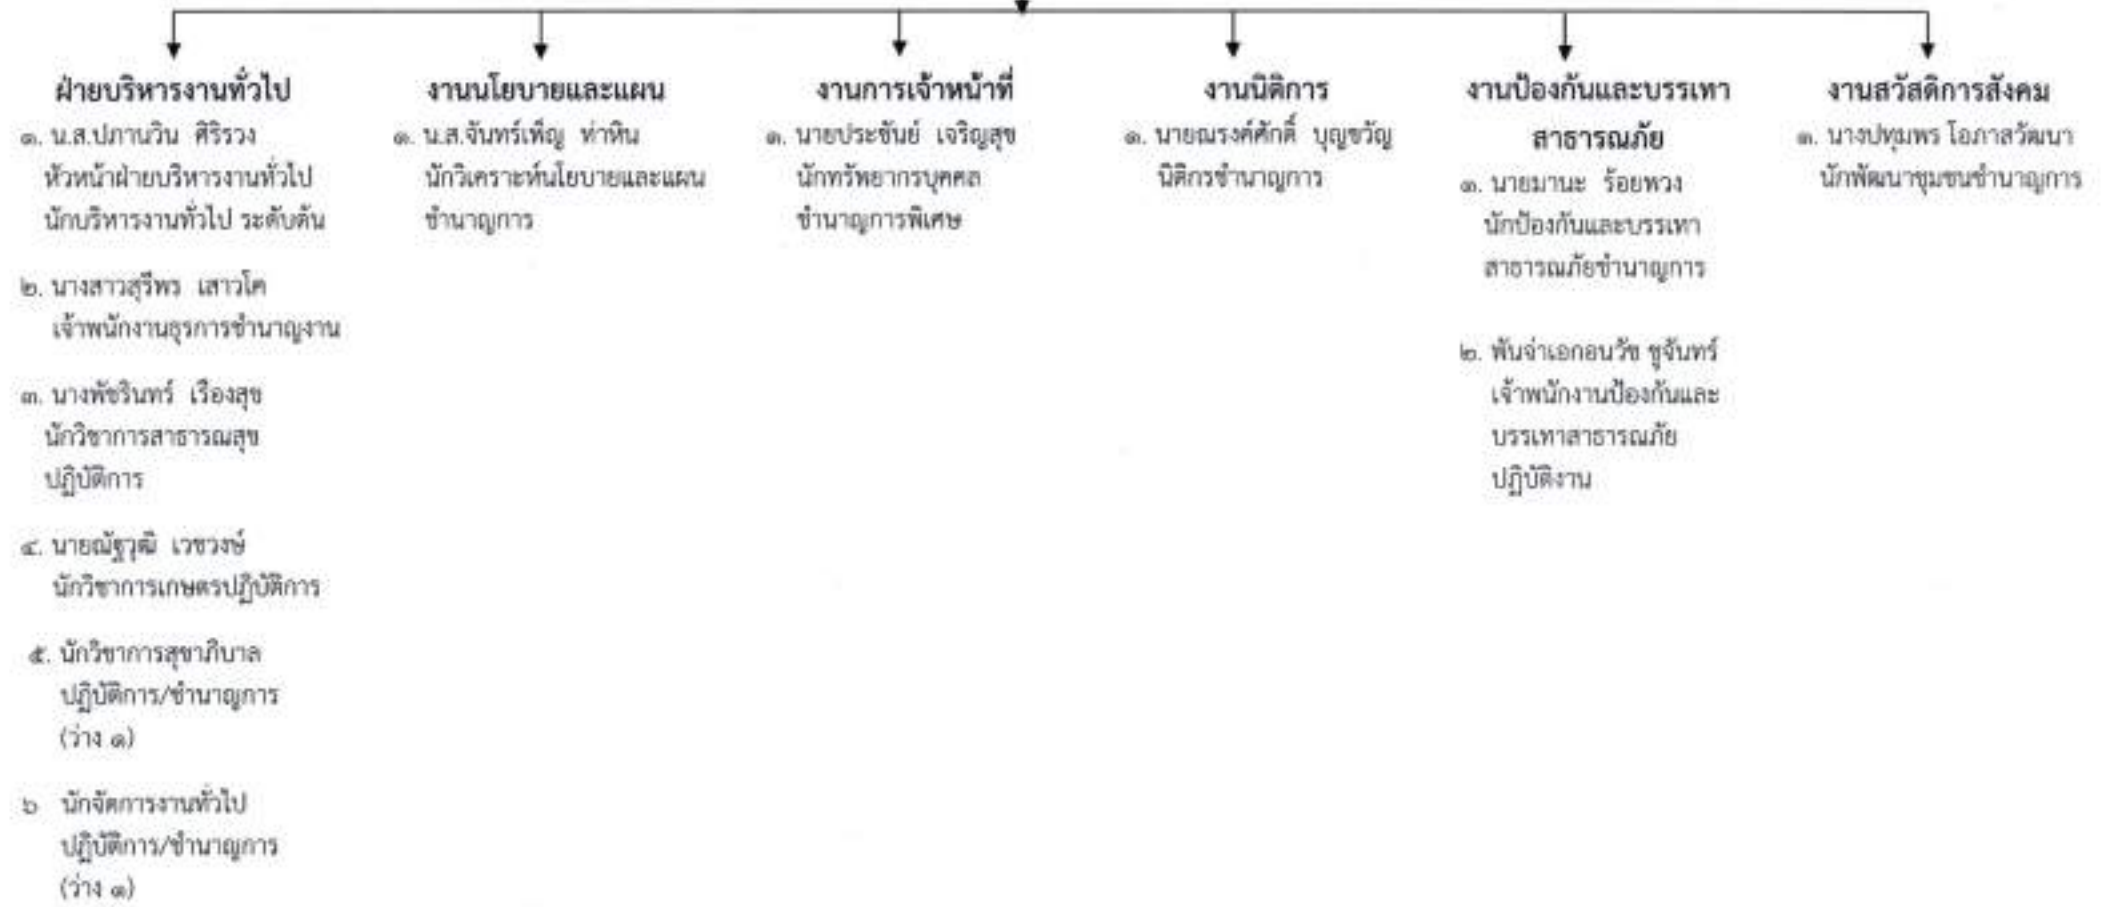 ฝ่ายบริหารงานทั่วไป
๑. น.ส.ปภานวิน ศิริรวง
หัวหน้าฝ่ายบริหารงานทั่วไป
นักบริหารงานทั่วไป ระดับต้น
๒. นางสาวสุรีพร เสาวโค
เจ้าพนักงานธุรการชำนาญงาน
๓. นางพัชรินทร์ เรืองสุข
นักวิชาการสาธารณสุข
ปฏิบัติการ
๔. นายณัฐวุฒิ เวชวงษ์
นักวิชาการเกษตรปฏิบัติการ
๕. นักวิชาการสุขาภิบาล
ปฏิบัติการ/ชำนาญการ
(ว่าง ๑)
๖ นักจัดการงานทั่วไป
ปฏิบัติการ/ชำนาญการ
(ว่าง ๑)
งานนโยบายและแผน
๑. น.ส.จันทร์เพ็ญ ท่าหิน
นักวิเคราะห์นโยบายและแผน
ชำนาญการ
งานการเจ้าหน้าที่
๑. นายประชันย์ เจริญสุข
นักทรัพยากรบุคคล
ชำนาญการพิเศษ
งานนิติการ
๑. นายณรงค์ศักดิ์ บุญขวัญ
นิติกรชำนาญการ
งานป้องกันและบรรเทา
สาธารณภัย
๑. นายมานะ ร้อยพวง
นักป้องกันและบรรเทา
สาธารณภัยชำนาญการ
๒. พันจ่าเอกอนวัช ชูจันทร์
เจ้าพนักงานป้องกันและ
บรรเทาสาธารณภัย
ปฏิบัติงาน
งานสวัสดิการสังคม
๑. นางปทุมพร โอภาสวัฒนา
นักพัฒนาชุมชนชำนาญการ